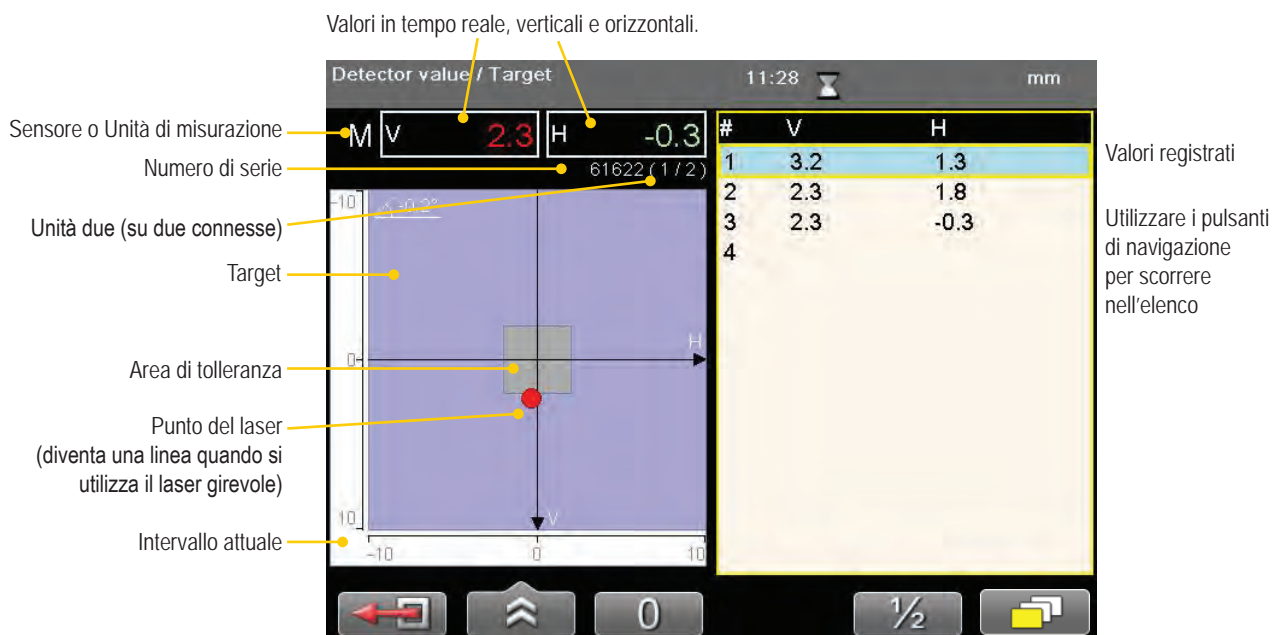 Valori in tempo reale, verticali e orizzontali.
Detector value / Target 11:28 mm
Sensore o Unità di misurazione
M V 2.3 H -0.3
Numero di serie
61622 ( 1 / 2 )
Unità due (su due connesse)
Target
Area di tolleranza
Punto del laser
(diventa una linea quando si
utilizza il laser girevole)
Intervallo attuale
-10
-0.2°
0
H
10
V
-10 0 10
# V H
1 3.2 1.3
2 2.3 1.8
3 2.3 -0.3
4
Valori registrati
Utilizzare i pulsanti
di navigazione
per scorrere
nell’elenco
0
½